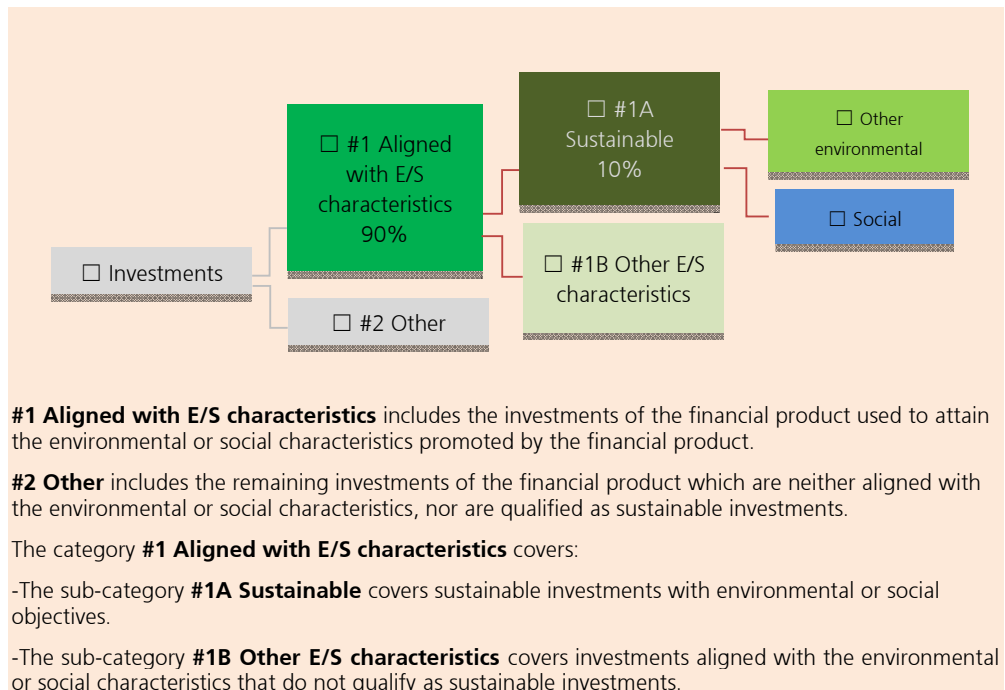 ☐ #1A
Sustainable
10%
☐ Other
environmental
☐ #1 Aligned
with E/S
characteristics
90%
☐ Social
☐ Investments
☐ #1B Other E/S
characteristics
☐ #2 Other
#1 Aligned with E/S characteristics includes the investments of the financial product used to attain
the environmental or social characteristics promoted by the financial product.
#2 Other includes the remaining investments of the financial product which are neither aligned with
the environmental or social characteristics, nor are qualified as sustainable investments.
The category #1 Aligned with E/S characteristics covers:
-The sub-category #1A Sustainable covers sustainable investments with environmental or social
objectives.
-The sub-category #1B Other E/S characteristics covers investments aligned with the environmental
or social characteristics that do not qualify as sustainable investments.